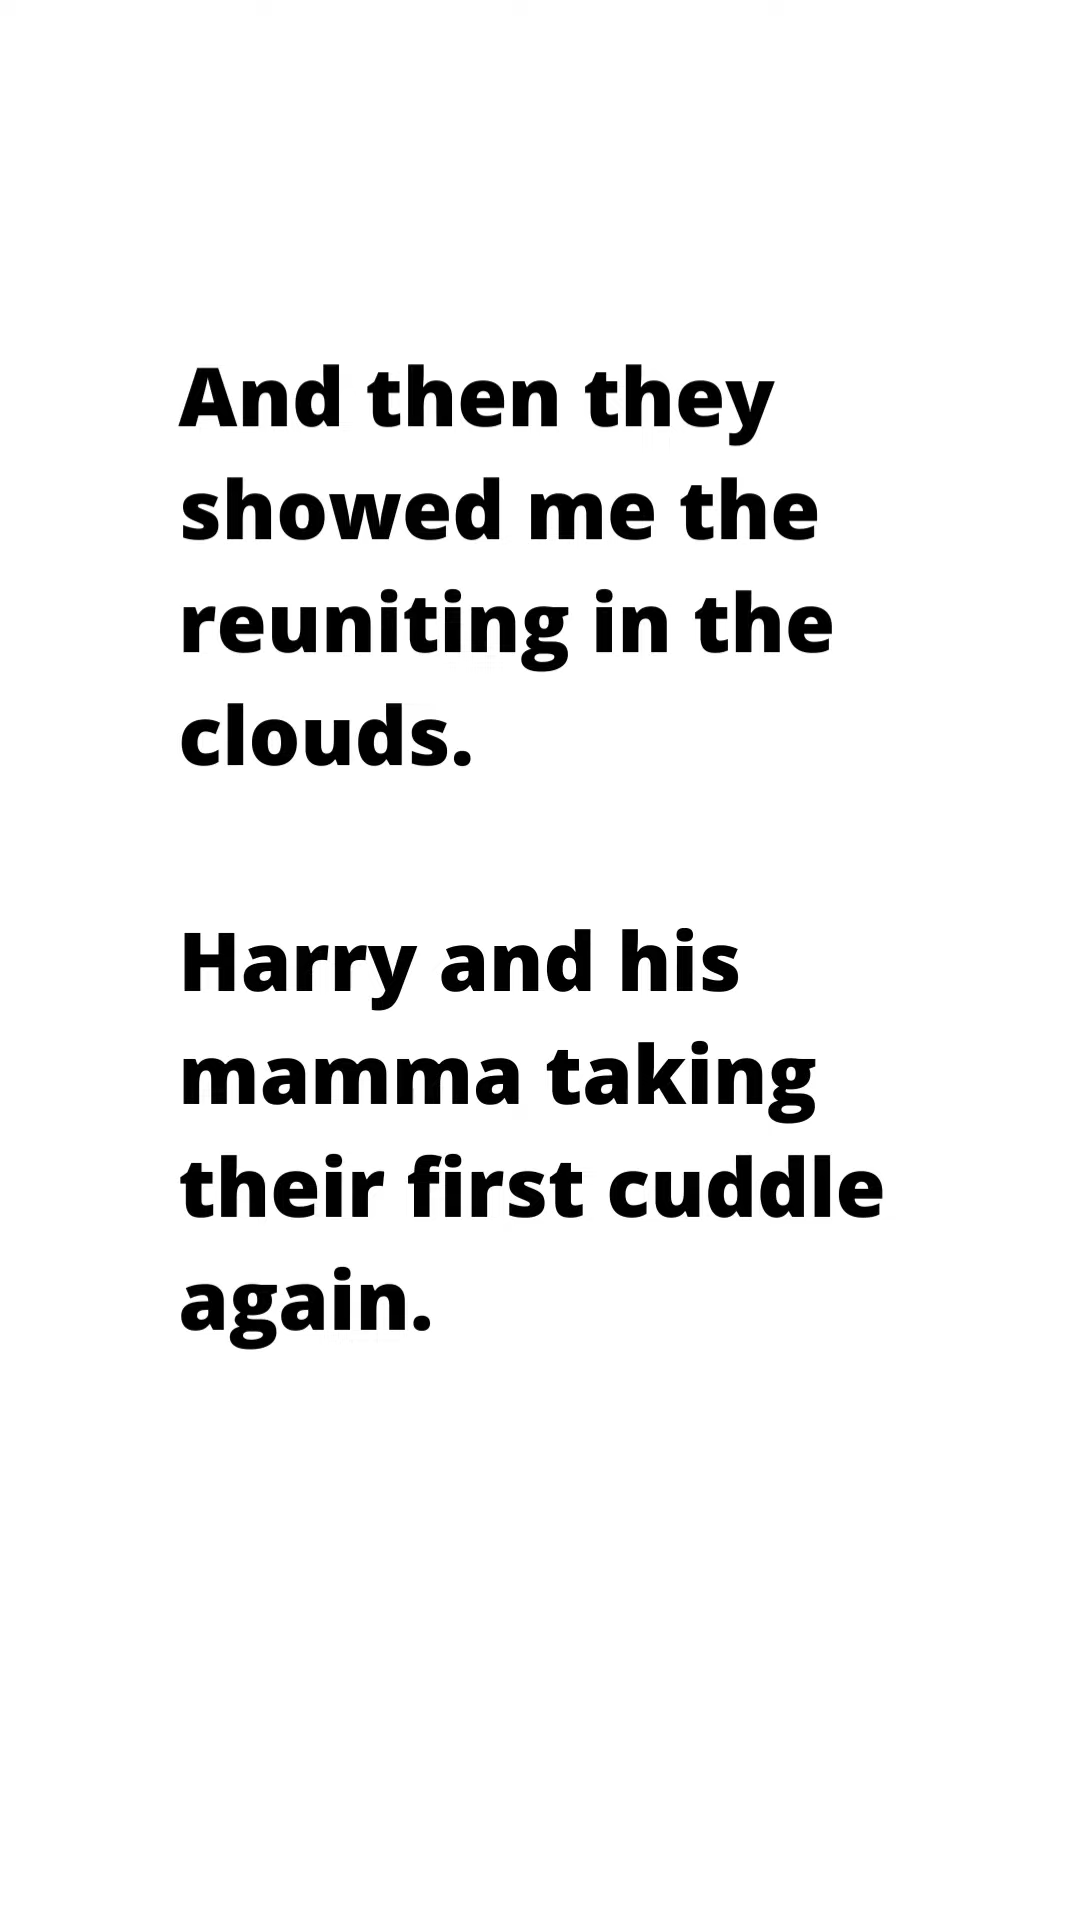 And then they
showed me the
reuniting in the
clouds.
Harry and his
mamma taking
their first cuddle
again.